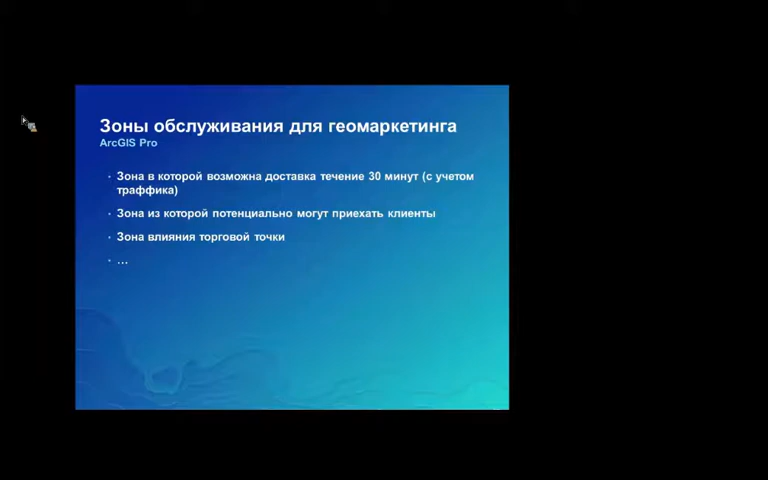 Зоны обслуживания для геомаркетинга
ArcGIS Pro
· Зона в которой возможна доставка течение 30 минут (с учетом
траффика)
· Зона из которой потенциально могут приехать клиенты
· Зона влияния торговой точки
· ...